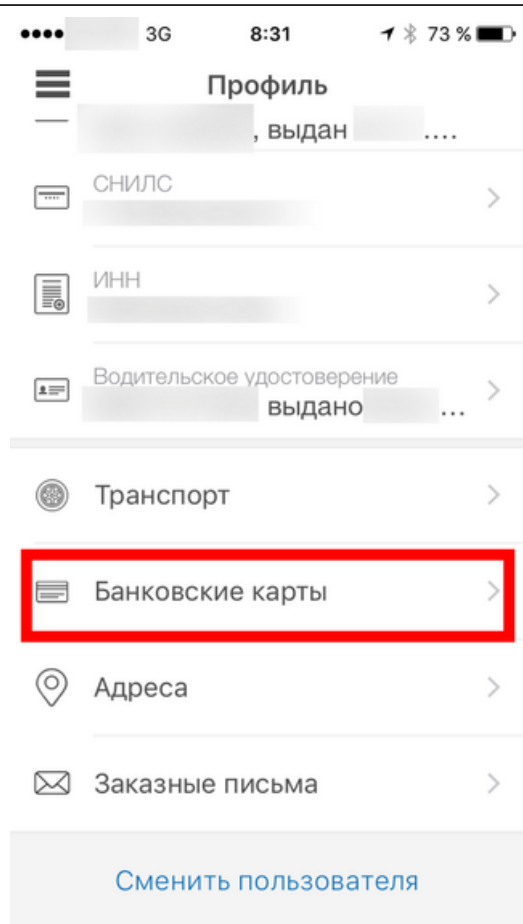 3G 8:31 73 %
Профиль
, выдан ....
СНИЛС
ИНН
Водительское удостоверение
выдано ...
Транспорт
Банковские карты
Адреса
Заказные письма
Сменить пользователя